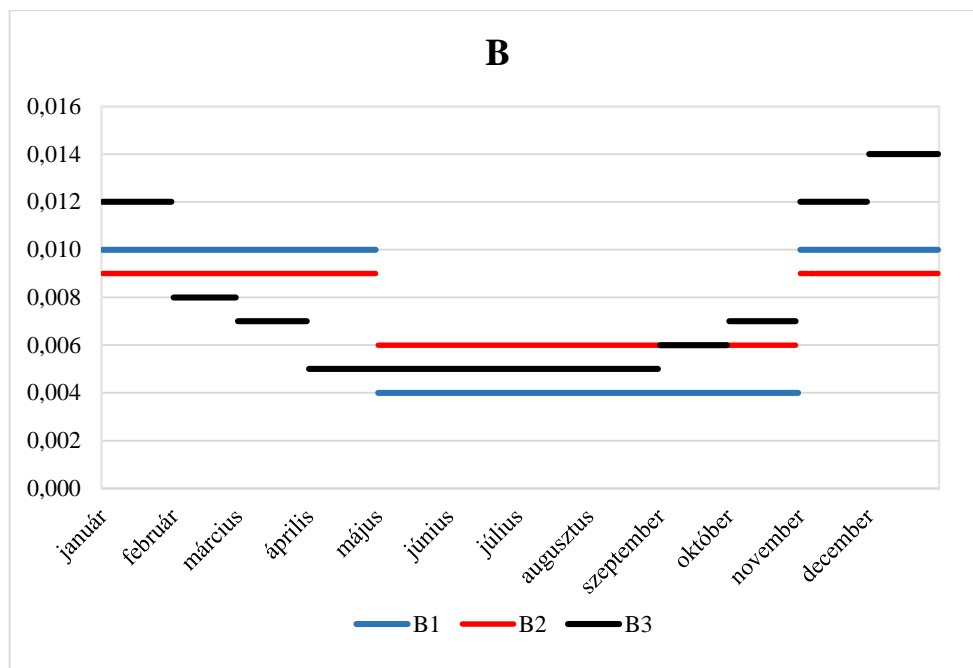 B
0,016
0,014
0,012
0,010
0,008
0,006
0,004
0,002
0,000
január
február
március
április
május
június
július
augusztus
szeptember
október
november
december
B1 B2 B3